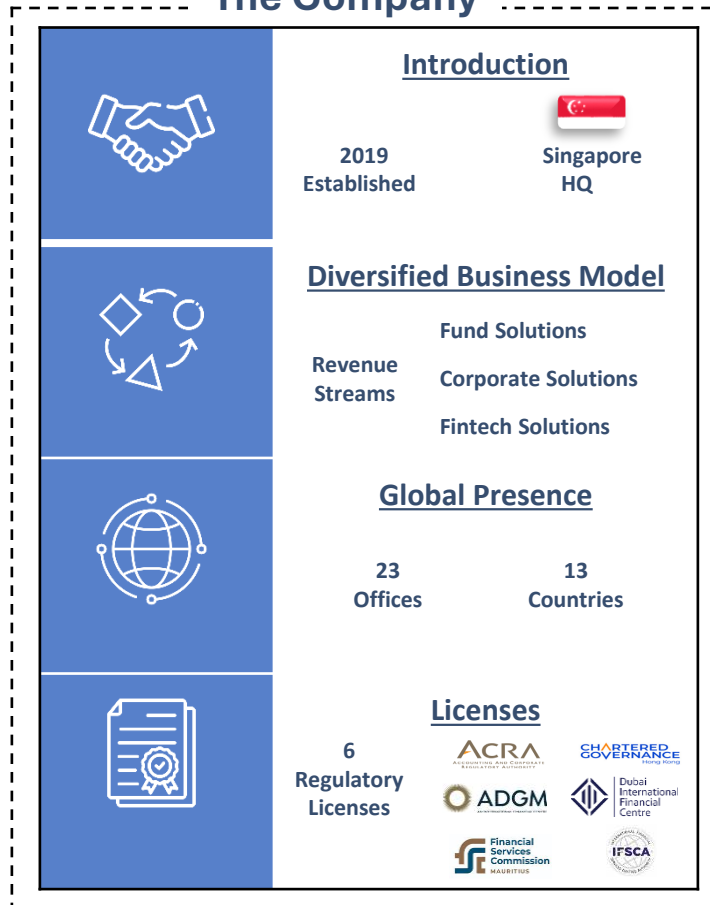 The Company
Introduction
2019
Established
Singapore
HQ
Diversified Business Model
Revenue
Streams
Fund Solutions
Corporate Solutions
Fintech Solutions
Global Presence
23
Offices
13
Countries
Licenses
6
Regulatory
Licenses
ACRA
ACCOUNTING AND CORPORATE
REGULATORY AUTHORITY
CHARTERED
GOVERNANCE
Hong Kong
ADGM
Dubai
International
Financial
Centre
Financial
Services
Commission
MAURITIUS
IFSCA